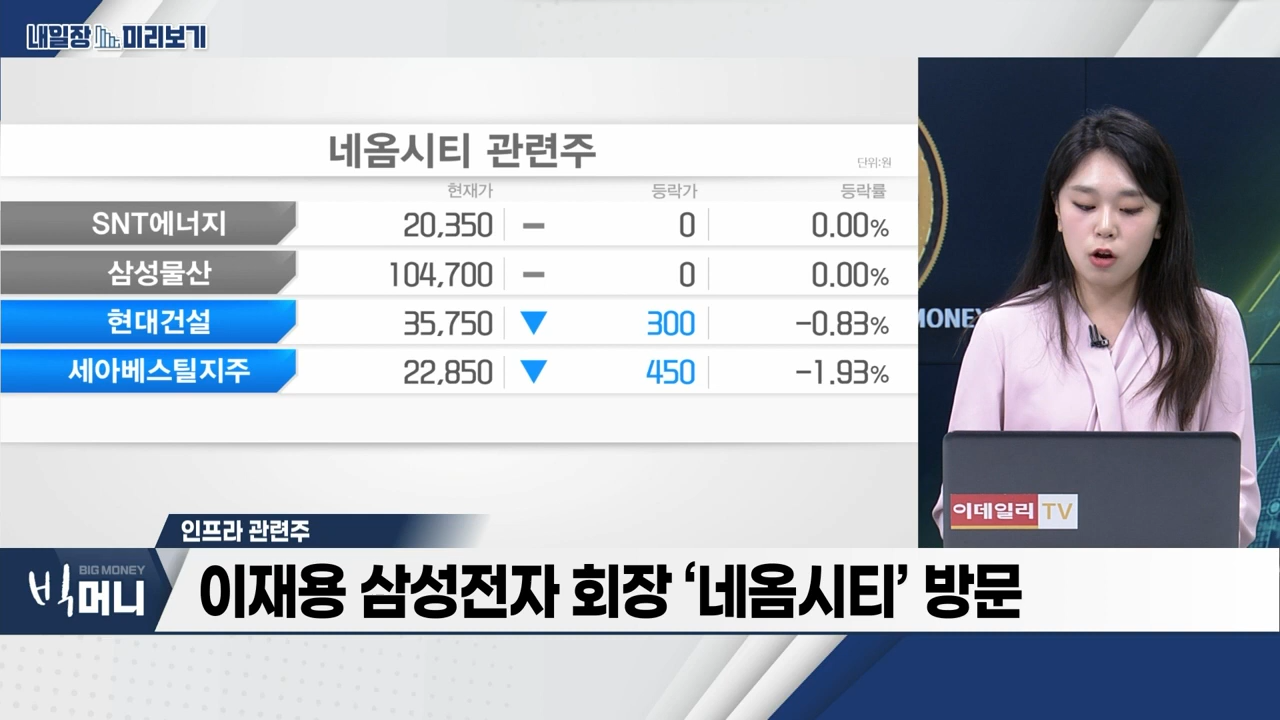 내일장 미리보기
네옴시티 관련주
단위:원
현재가 등락가 등락률
SNT에너지 20,350 – 0 0.00%
삼성물산 104,700 – 0 0.00%
현대건설 35,750 ▼ 300 -0.83%
세아베스틸지주 22,850 ▼ 450 -1.93%
MONEY
이데일리 TV
인프라 관련주
BIG MONEY
빅머니
이재용 삼성전자 회장 ‘네옴시티’ 방문